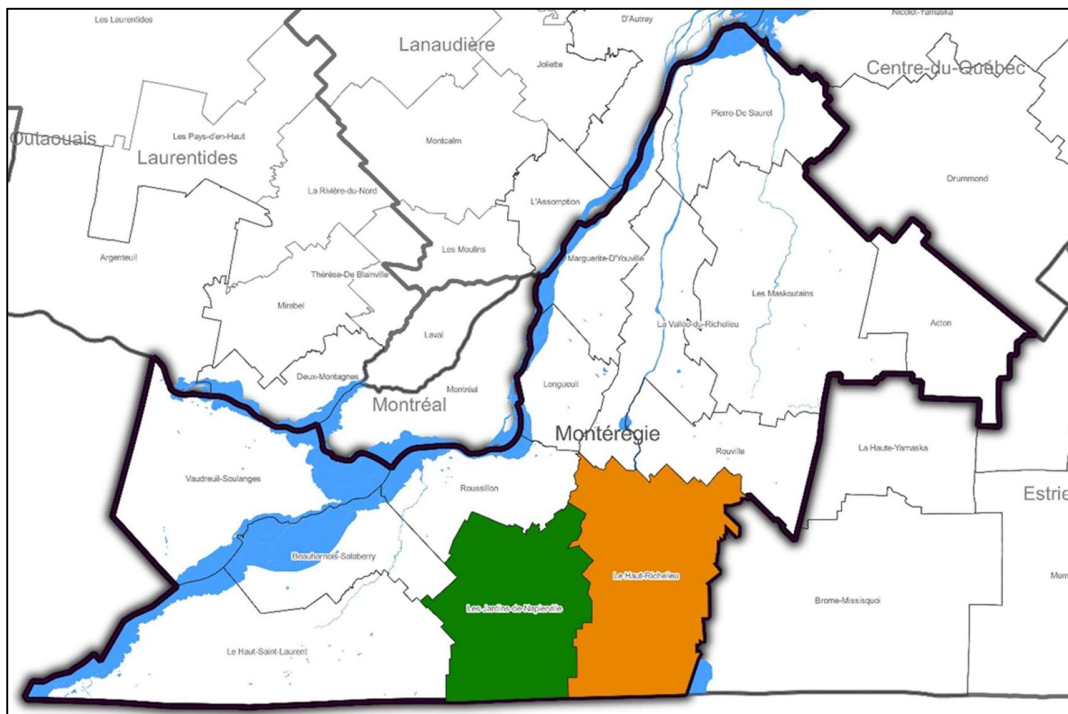 Les Laurentides
D'Autray
Nicolet-Yamaska
Lanaudière
Joliette
Centre-du-Québec
Les Pays-d'en-Haut
Outaouais
Laurentides
Montcalm
Pierre-De Saurel
Drummond
La Rivière-du-Nord
L'Assomption
Les Moulins
Argenteuil
Marguerite-D'Youville
Thérèse-De Blainville
Mirabel
Les Maskoutains
La Vallée-du-Richelieu
Acton
Laval
Deux-Montagnes
Longueuil
Montréal
Montréal
Montérégie
La Haute-Yamaska
Rouville
Vaudreuil-Soulanges
Roussillon
Estrie
Beauharnois-Salaberry
Le Haut-Richelieu
Mem
Brome-Missisquoi
Les Jardins-de-Napierville
Le Haut-Saint-Laurent